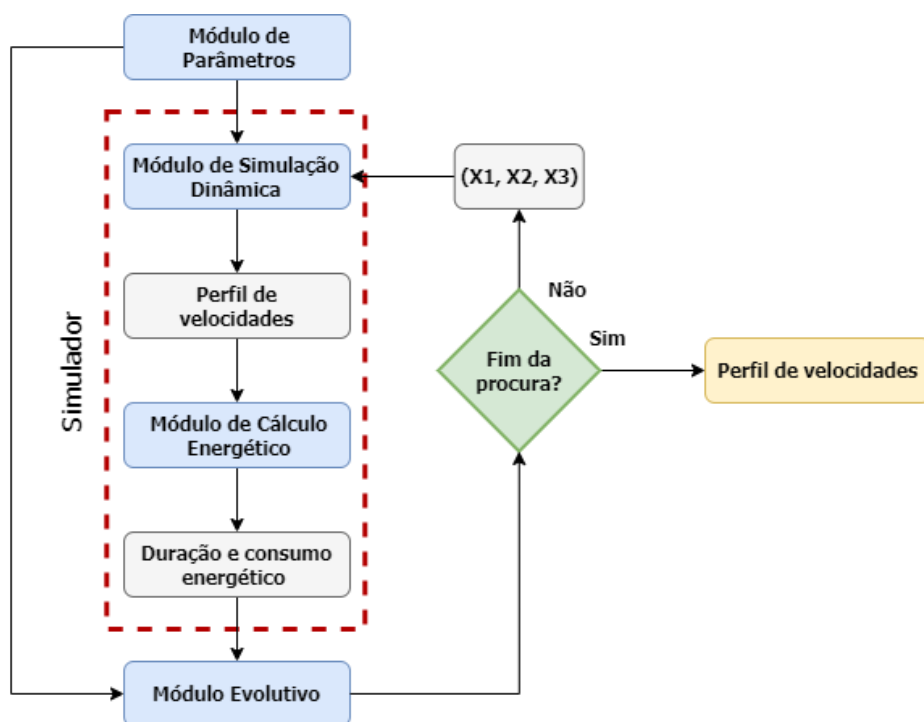 Módulo de
Parâmetros
Módulo de Simulação
Dinâmica
(X1, X2, X3)
Perfil de
velocidades
Não
Sim
Fim da
procura?
Perfil de velocidades
Simulador
Módulo de Cálculo
Energético
Duração e consumo
energético
Módulo Evolutivo